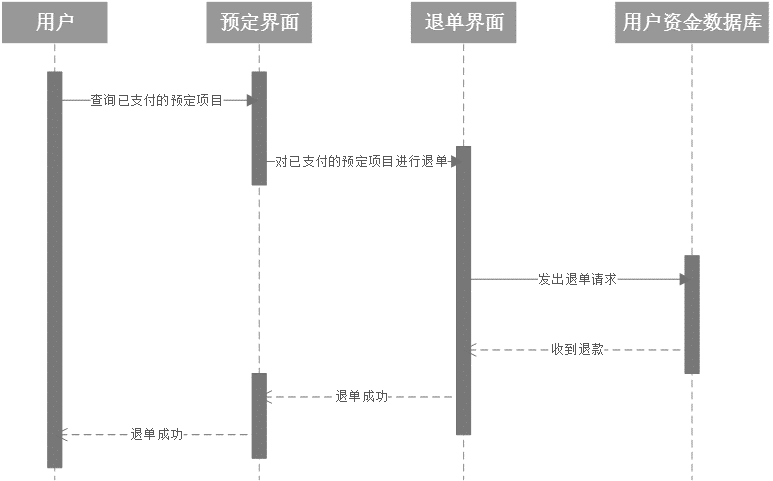 用户
预定界面
退单界面
用户资金数据库
查询已支付的预定项目
对已支付的预定项目进行退单
发出退单请求
收到退款
退单成功
退单成功